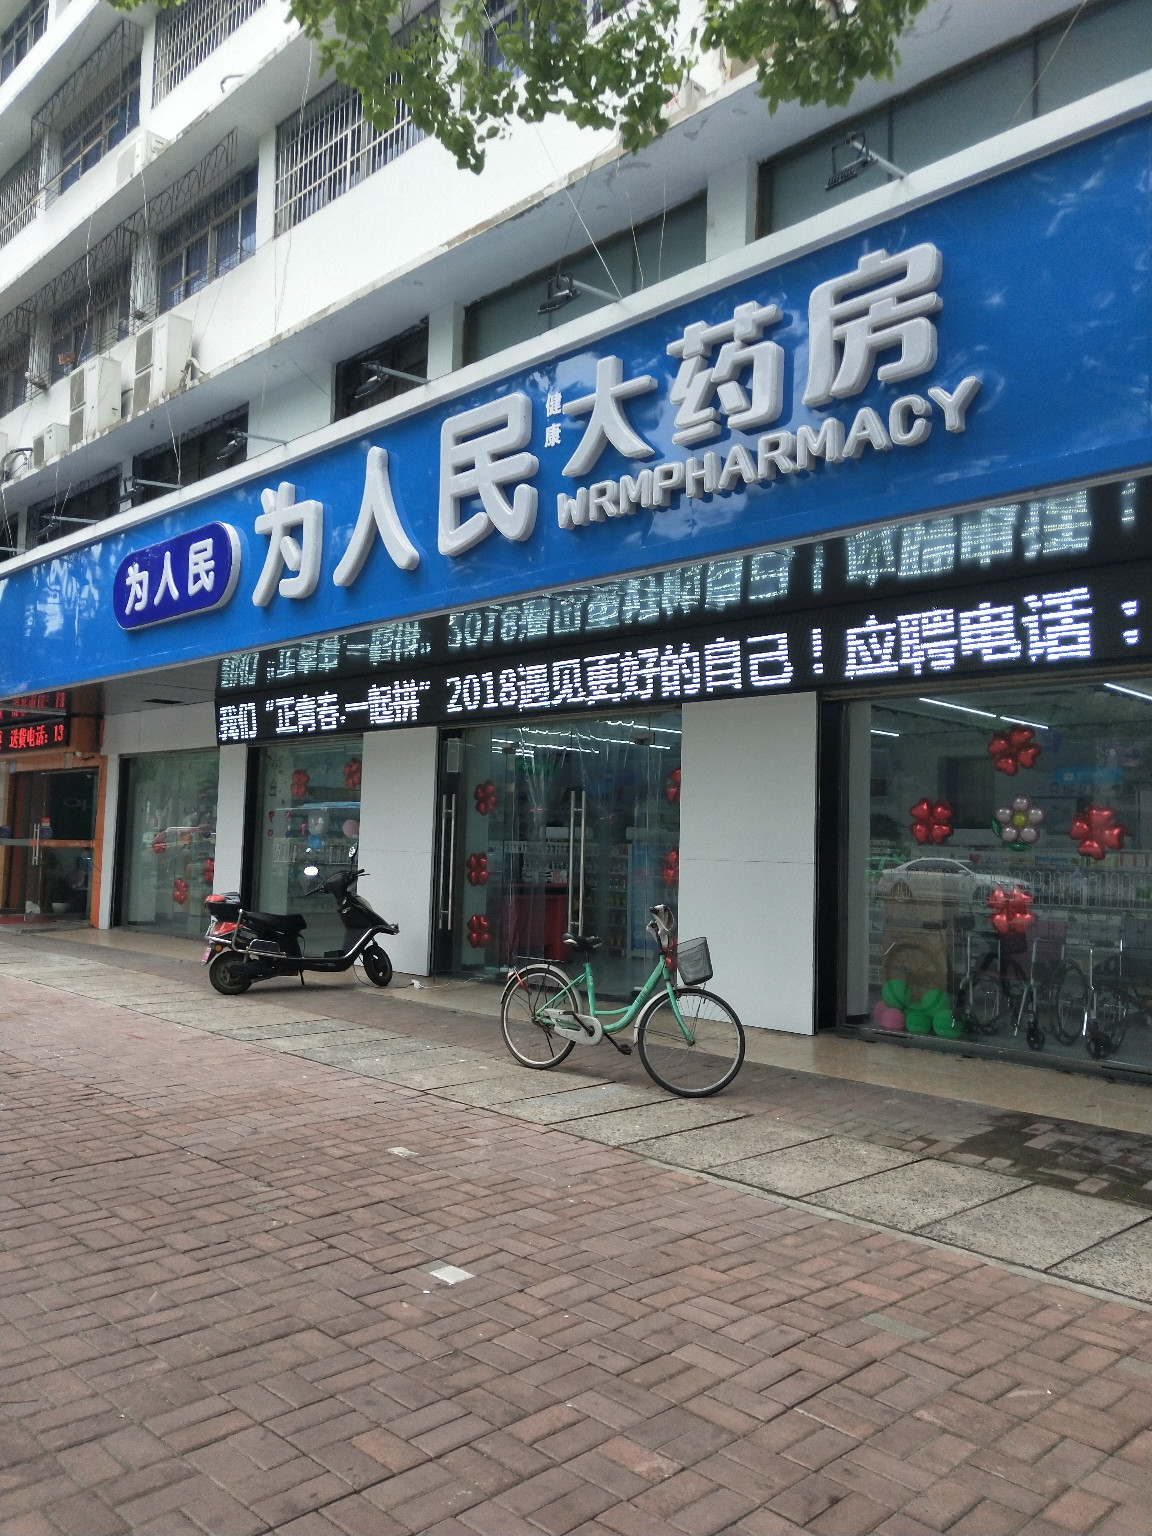 为人民
为人民健康大药房
WRMPHARMACY
我们“正青春、一起拼”2018遇见更好的自己！应聘电话：
送货电话：13